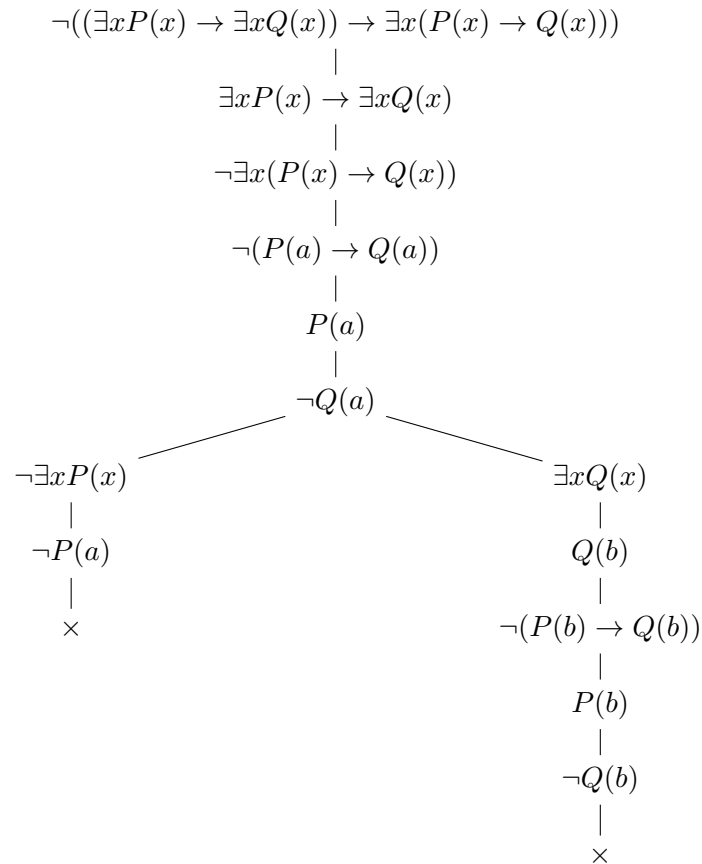 ¬((∃xP(x) → ∃xQ(x)) → ∃x(P(x) → Q(x)))
∃xP(x) → ∃xQ(x)
¬∃x(P(x) → Q(x))
¬(P(a) → Q(a))
P(a)
¬Q(a)
¬∃xP(x) ∃xQ(x)
¬P(a) Q(b)
× ¬(P(b) → Q(b))
P(b)
¬Q(b)
×